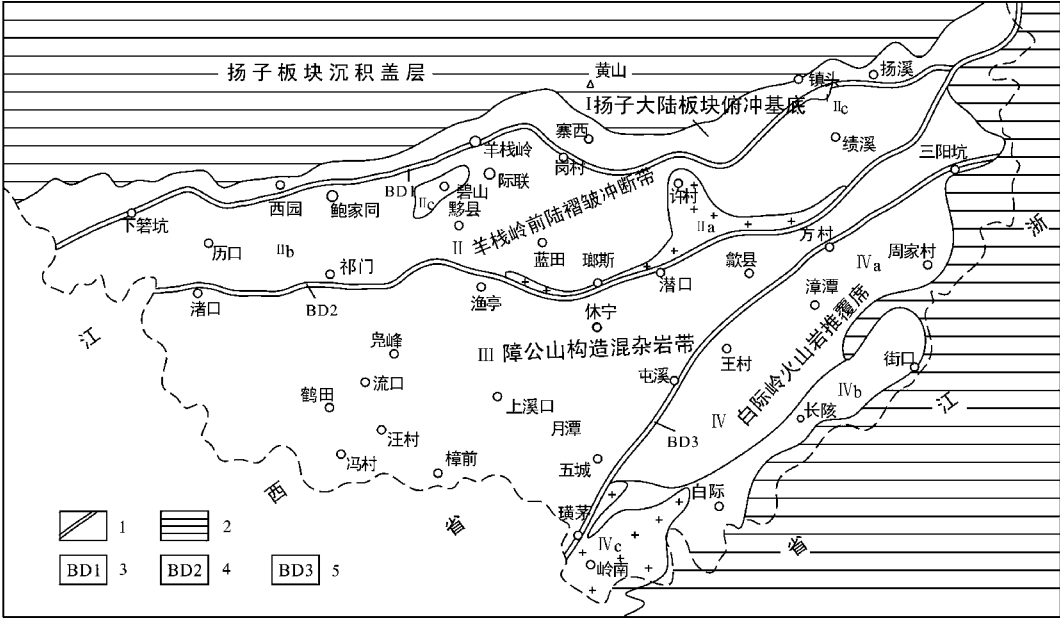 扬子板块沉积盖层
黄山
镇头
扬溪
I扬子大陆板块俯冲基底
IIc
寨西
绩溪
羊栈岭
岗村
三阳坑
际联
BD1
IIc
碧山
许村
西园
鲍家同
黟县
II
羊栈岭前陆褶皱冲断带
IIa
浙
下箬坑
历口
IIb
蓝田
瑯斯
方村
IVa
周家村
祁门
潜口
歙县
渚口
BD2
渔亭
漳潭
江
休宁
凫峰
III 障公山构造混杂岩带
王村
白际岭火山岩推覆席
街口
流口
屯溪
IVb
鹤田
上溪口
IV
长陔
江
汪村
月潭
BD3
冯村
樟前
五城
西
白际
省
璜茅
省
IVc
岭南
1
2
BD1 3
BD2 4
BD3 5